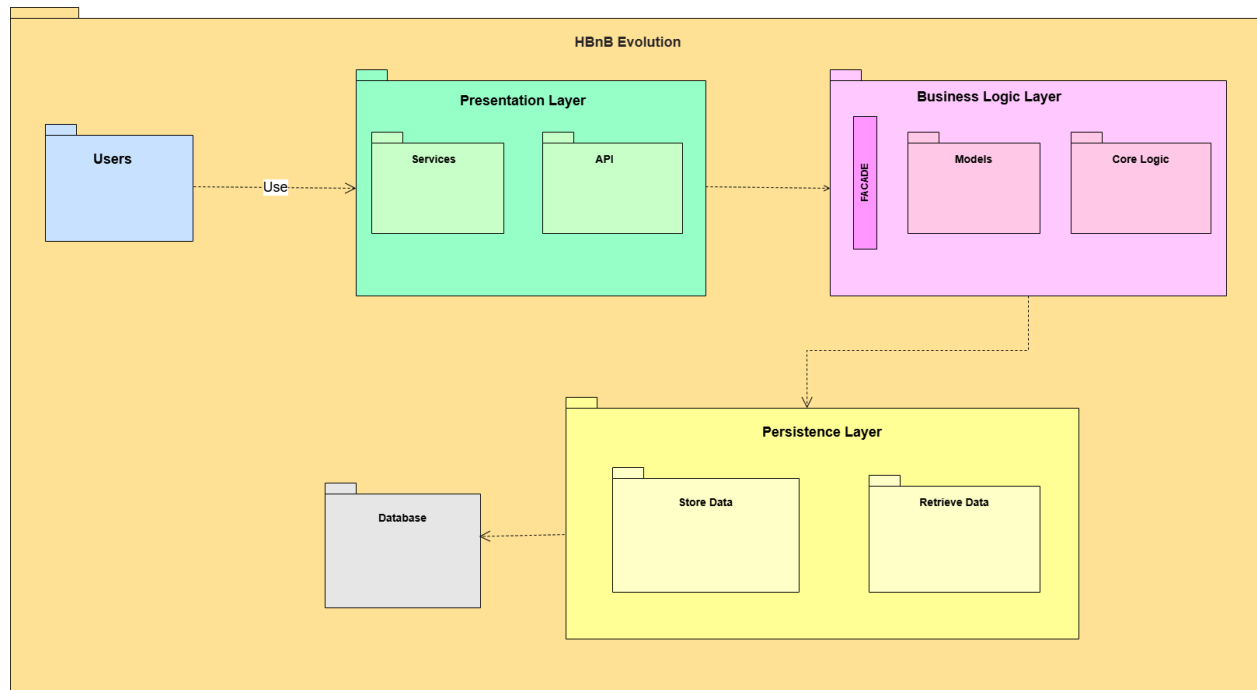 HBnB Evolution
Users
Use
Presentation Layer
Services
API
Business Logic Layer
FACADE
Models
Core Logic
Persistence Layer
Store Data
Retrieve Data
Database